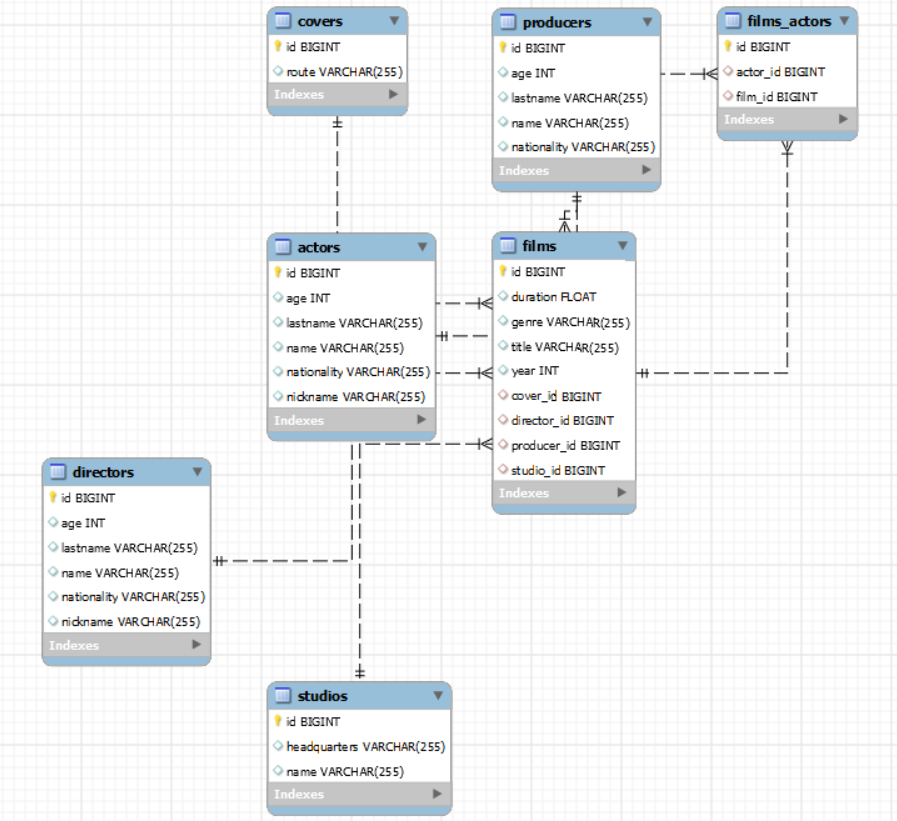 covers
id BIGINT
route VARCHAR(255)
Indexes
producers
id BIGINT
age INT
lastname VARCHAR(255)
name VARCHAR(255)
nationality VARCHAR(255)
Indexes
films_actors
id BIGINT
actor_id BIGINT
film_id BIGINT
Indexes
actors
id BIGINT
age INT
lastname VARCHAR(255)
name VARCHAR(255)
nationality VARCHAR(255)
nickname VARCHAR(255)
Indexes
films
id BIGINT
duration FLOAT
genre VARCHAR(255)
title VARCHAR(255)
year INT
cover_id BIGINT
director_id BIGINT
producer_id BIGINT
studio_id BIGINT
Indexes
directors
id BIGINT
age INT
lastname VARCHAR(255)
name VARCHAR(255)
nationality VARCHAR(255)
nickname VARCHAR(255)
Indexes
studios
id BIGINT
headquarters VARCHAR(255)
name VARCHAR(255)
Indexes